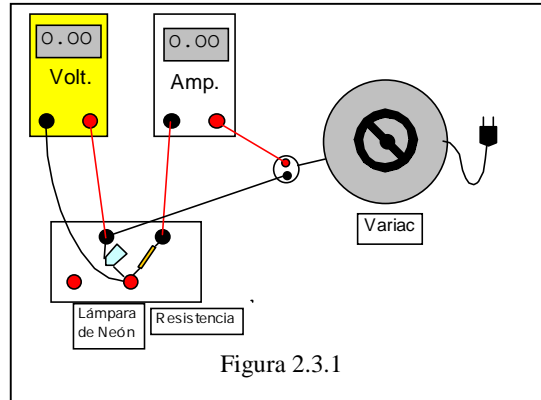 0.00
Volt.
0.00
Amp.
Variac
Lámpara
de Neón
Resistencia
Figura 2.3.1